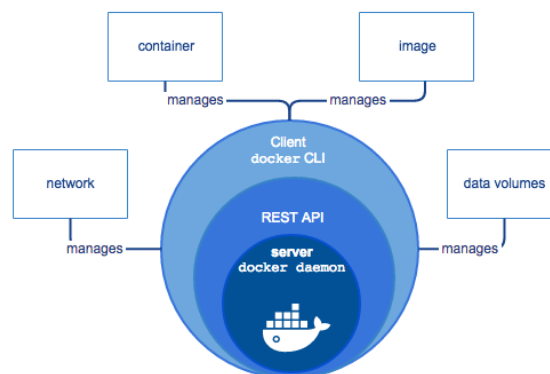 container
image
manages
manages
Client
docker CLI
network
data volumes
REST API
manages
manages
server
docker daemon